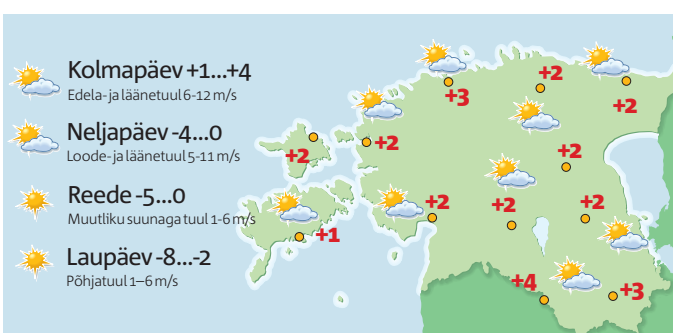 Kolmapäev +1...+4
Edela- ja läänetuul 6-12 m/s
Neljapäev -4...0
Loode- ja läänetuul 5-11 m/s
Reede -5...0
Muutliku suunaga tuul 1-6 m/s
Laupäev -8...-2
Põhjatuul 1–6 m/s
+3
+2
+2
+2
+2
+2
+2
+2
+2
+1
+4
+3